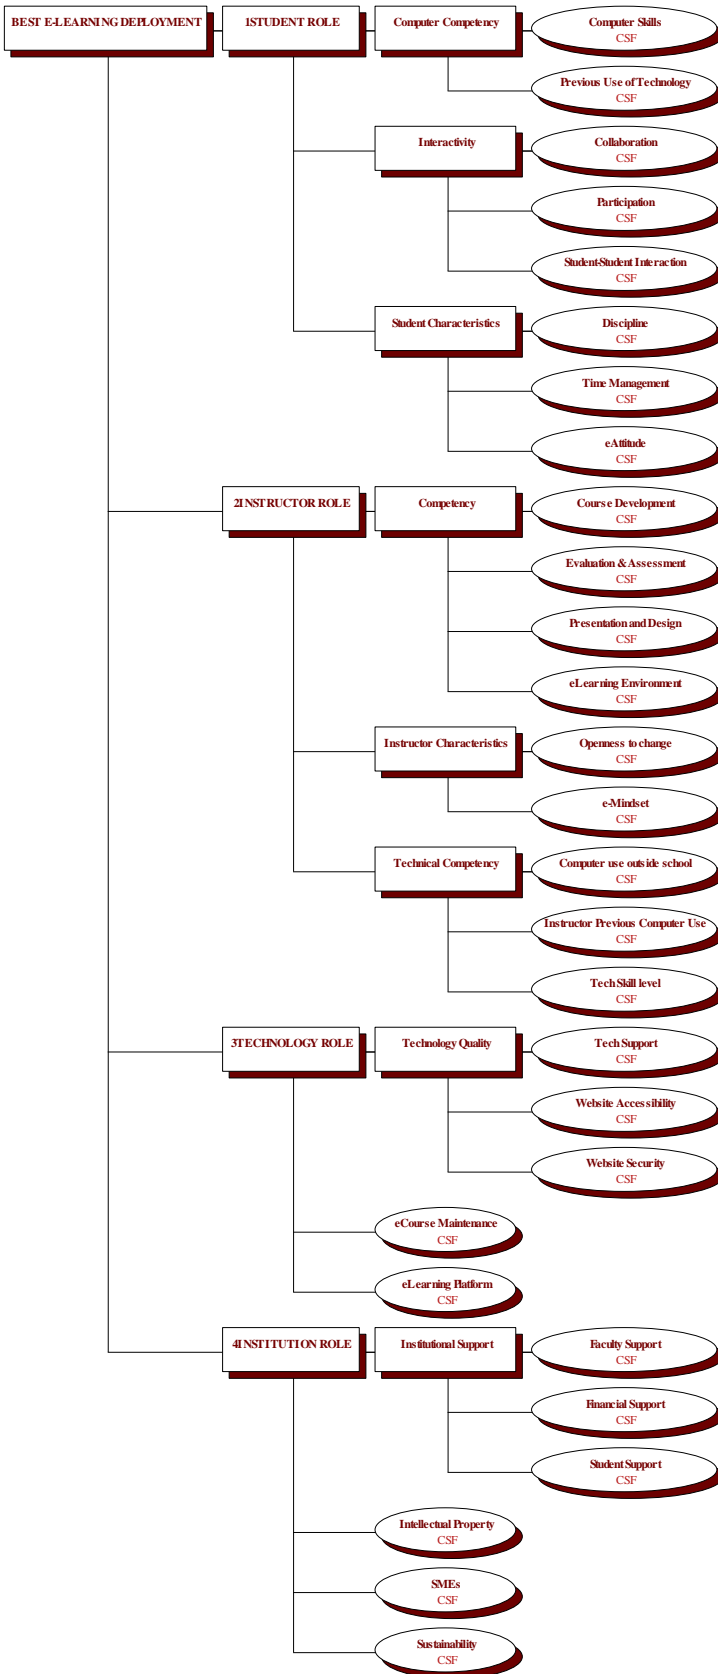 BEST E-LEARNING DEPLOYMENT
1STUDENT ROLE
Computer Competency
Computer Skills
CSF
Previous Use of Technology
CSF
Interactivity
Collaboration
CSF
Participation
CSF
Student-Student Interaction
CSF
Student Characteristics
Discipline
CSF
Time Management
CSF
eAttitude
CSF
2INSTRUCTOR ROLE
Competency
Course Development
CSF
Evaluation & Assessment
CSF
Presentation and Design
CSF
eLearning Environment
CSF
Instructor Characteristics
Openness to change
CSF
e-Mindset
CSF
Technical Competency
Computer use outside school
CSF
Instructor Previous Computer Use
CSF
Tech Skill level
CSF
3TECHNOLOGY ROLE
Technology Quality
Tech Support
CSF
Website Accessibility
CSF
Website Security
CSF
eCourse Maintenance
CSF
eLearning Platform
CSF
4INSTITUTION ROLE
Institutional Support
Faculty Support
CSF
Financial Support
CSF
Student Support
CSF
Intellectual Property
CSF
SMEs
CSF
Sustainability
CSF